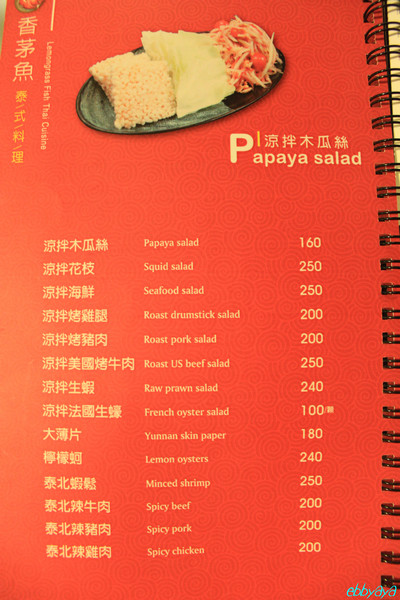 香茅魚
泰/式/料/理
Lemongrass Fish Thai Cuisine
涼拌木瓜絲
Papaya salad
涼拌木瓜絲 Papaya salad 160
涼拌花枝 Squid salad 250
涼拌海鮮 Seafood salad 250
涼拌烤雞腿 Roast drumstick salad 200
涼拌烤豬肉 Roast pork salad 200
涼拌美國烤牛肉 Roast US beef salad 250
涼拌生蝦 Raw prawn salad 240
涼拌法國生蠔 French oyster salad 100/顆
大薄片 Yunnan skin paper 180
檸檬蚵 Lemon oysters 240
泰北蝦鬆 Minced shrimp 250
泰北辣牛肉 Spicy beef 200
泰北辣豬肉 Spicy pork 200
泰北辣雞肉 Spicy chicken 200
ebbyaya